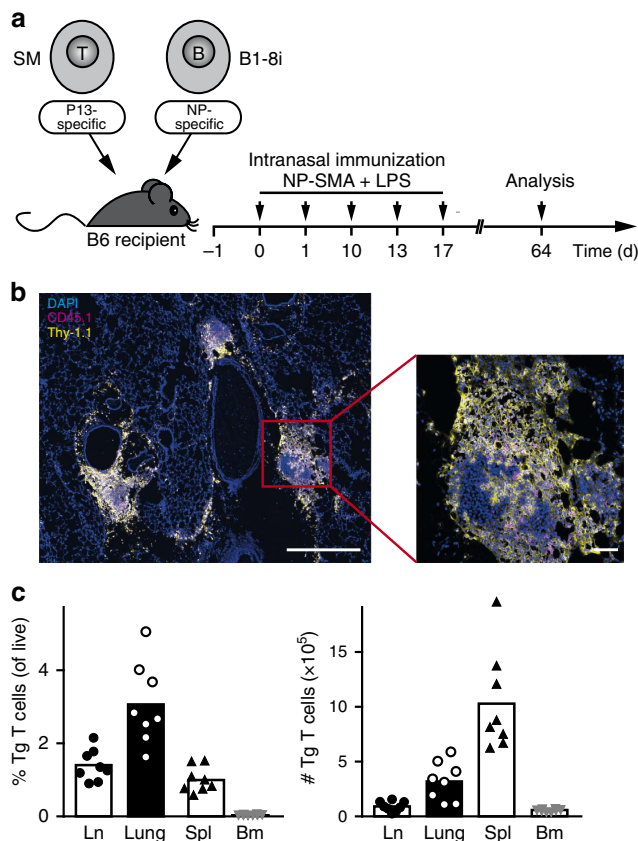 a
SM
T
B
B1-8i
P13-
specific
NP-
specific
B6 recipient
Intranasal immunization
NP-SMA + LPS
Analysis
–1
0
1
10
13
17
64
Time (d)
b
DAPI
CD45.1
Thy-1.1
c
% Tg T cells (of live)
4
2
0
Ln
Lung
Spl
Bm
# Tg T cells (×10⁵)
15
10
5
0
Ln
Lung
Spl
Bm